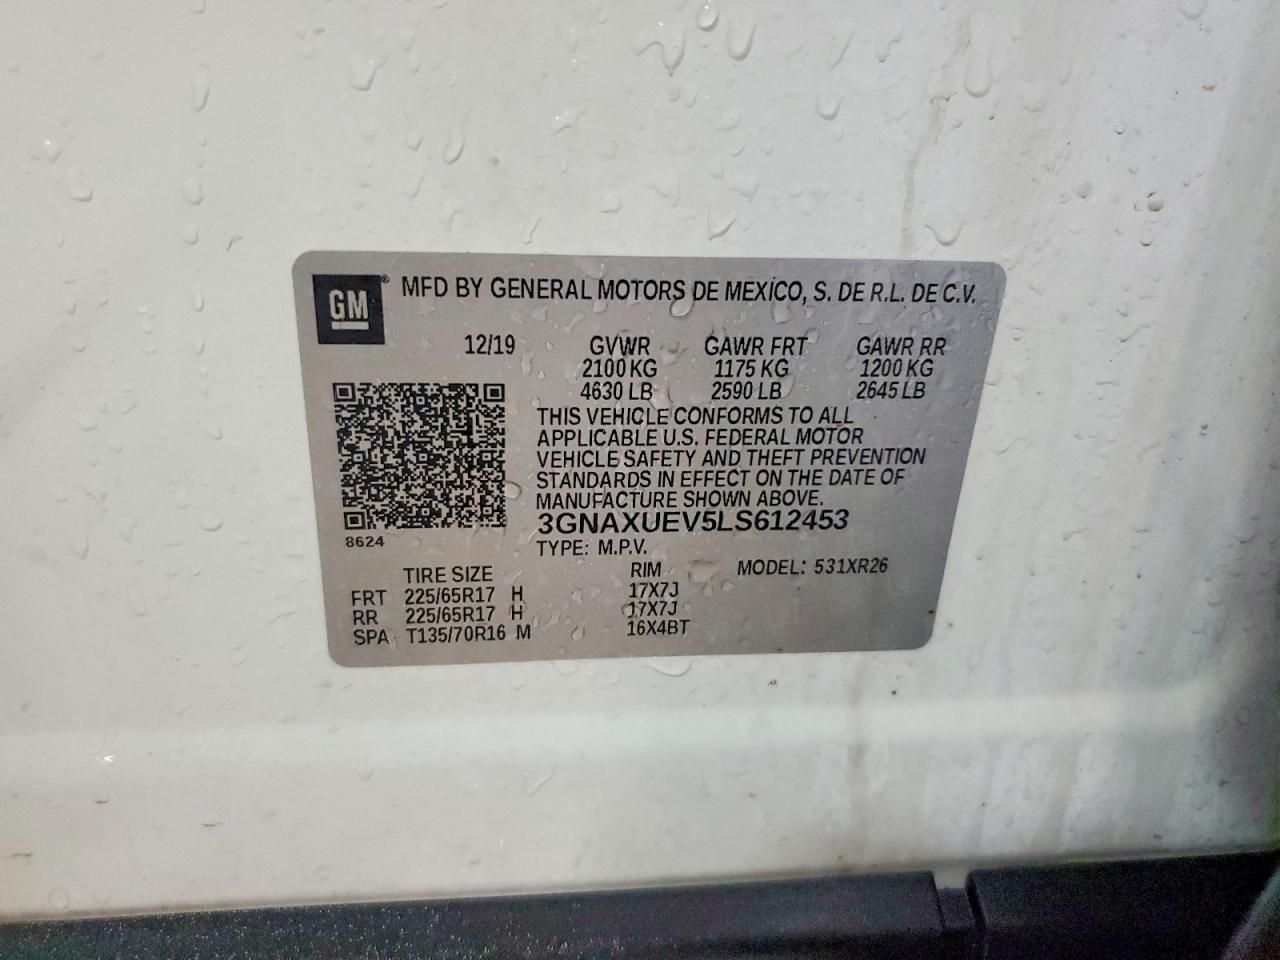 GM ® MFD BY GENERAL MOTORS DE MEXICO, S. DE R.L. DE C.V.
12/19 GVWR GAWR FRT GAWR RR
2100 KG 1175 KG 1200 KG
4630 LB 2590 LB 2645 LB
THIS VEHICLE CONFORMS TO ALL
APPLICABLE U.S. FEDERAL MOTOR
VEHICLE SAFETY AND THEFT PREVENTION
STANDARDS IN EFFECT ON THE DATE OF
MANUFACTURE SHOWN ABOVE.
3GNAXUEV5LS612453
8624
TYPE: M.P.V.
TIRE SIZE RIM MODEL: 531XR26
FRT 225/65R17 H 17X7J
RR 225/65R17 H 17X7J
SPA T135/70R16 M 16X4BT